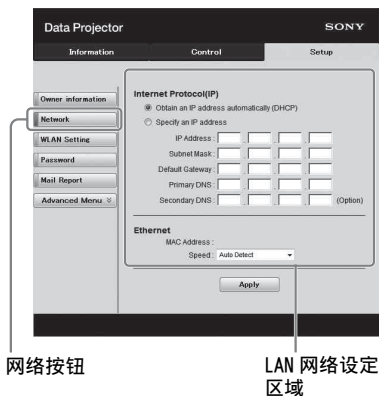 Data Projector SONY
Information Control Setup
Owner information
Network
WLAN Setting
Password
Mail Report
Advanced Menu
Internet Protocol(IP)
Obtain an IP address automatically (DHCP)
Specify an IP address
IP Address :
Subnet Mask :
Default Gateway :
Primary DNS :
Secondary DNS : (Option)
Ethernet
MAC Address :
Speed : Auto Detect
Apply
网络按钮
LAN 网络设定
区域